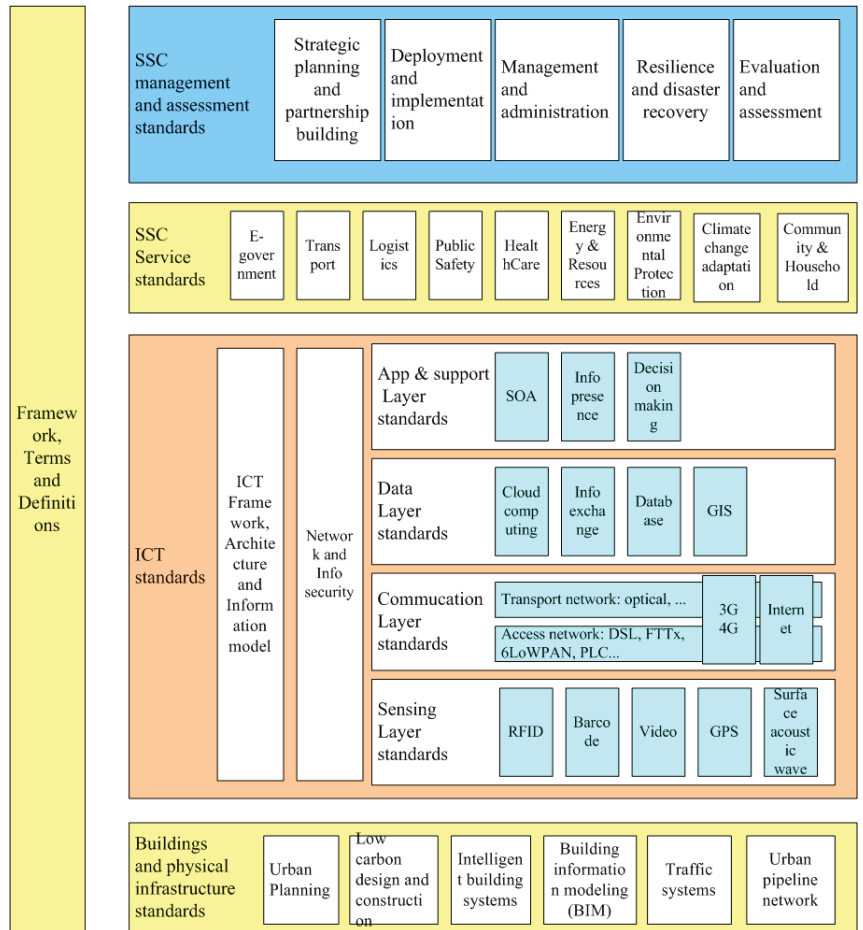 Framew
ork,
Terms
and
Definiti
ons
SSC
management
and assessment
standards
Strategic
planning
and
partnership
building
Deployment
and
implementat
ion
Management
and
administration
Resilience
and disaster
recovery
Evaluation
and
assessment
SSC
Service
standards
E-
gover
nment
Trans
port
Logist
ics
Public
Safety
Healt
hCare
Energ
y &
Resou
rces
Envir
onme
ntal
Protec
tion
Climate
change
adaptati
on
Commu
nity &
Househo
ld
ICT
standards
ICT
Frame
work,
Archite
cture
and
Inform
ation
model
Networ
k and
Info
security
App & support
Layer
standards
SOA
Info
prese
nce
Decisi
on
makin
g
Data
Layer
standards
Cloud
comp
uting
Info
excha
nge
Datab
ase
GIS
Commucation
Layer
standards
Transport network: optical, ...
Access network: DSL, FTTx,
6LoWPAN, PLC...
3G
4G
Intern
et
Sensing
Layer
standards
RFID
Barco
de
Video
GPS
Surfa
ce
acoust
ic
wave
Buildings
and physical
infrastructure
standards
Urban
Planning
Low
carbon
design and
constructi
on
Intelligen
t building
systems
Building
informatio
n modeling
(BIM)
Traffic
systems
Urban
pipeline
network